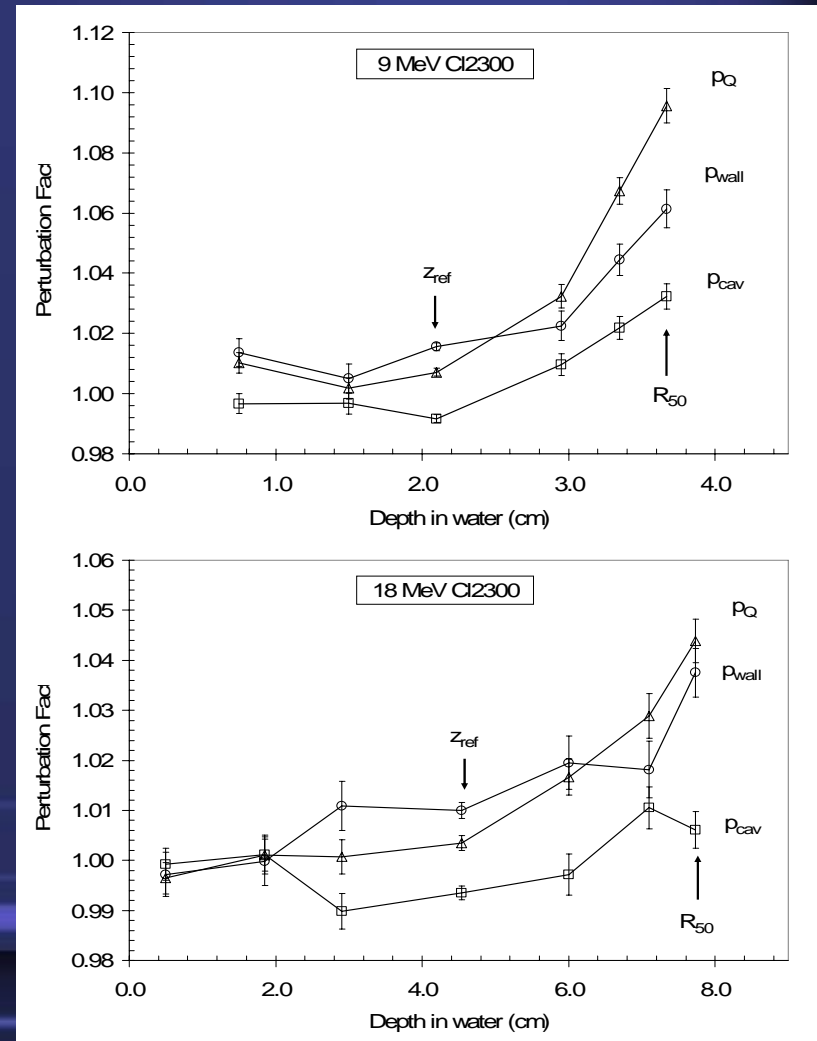 1.12
9 MeV Cl2300
pQ
1.10
1.08
pwall
1.06
1.04
zref
pcav
1.02
1.00
R50
0.98
Perturbation Fact
0.0 1.0 2.0 3.0 4.0
Depth in water (cm)
1.06
18 MeV Cl2300
pQ
1.05
1.04
pwall
1.03
zref
1.02
1.01
pcav
1.00
0.99
R50
0.98
Perturbation Fact
0.0 2.0 4.0 6.0 8.0
Depth in water (cm)